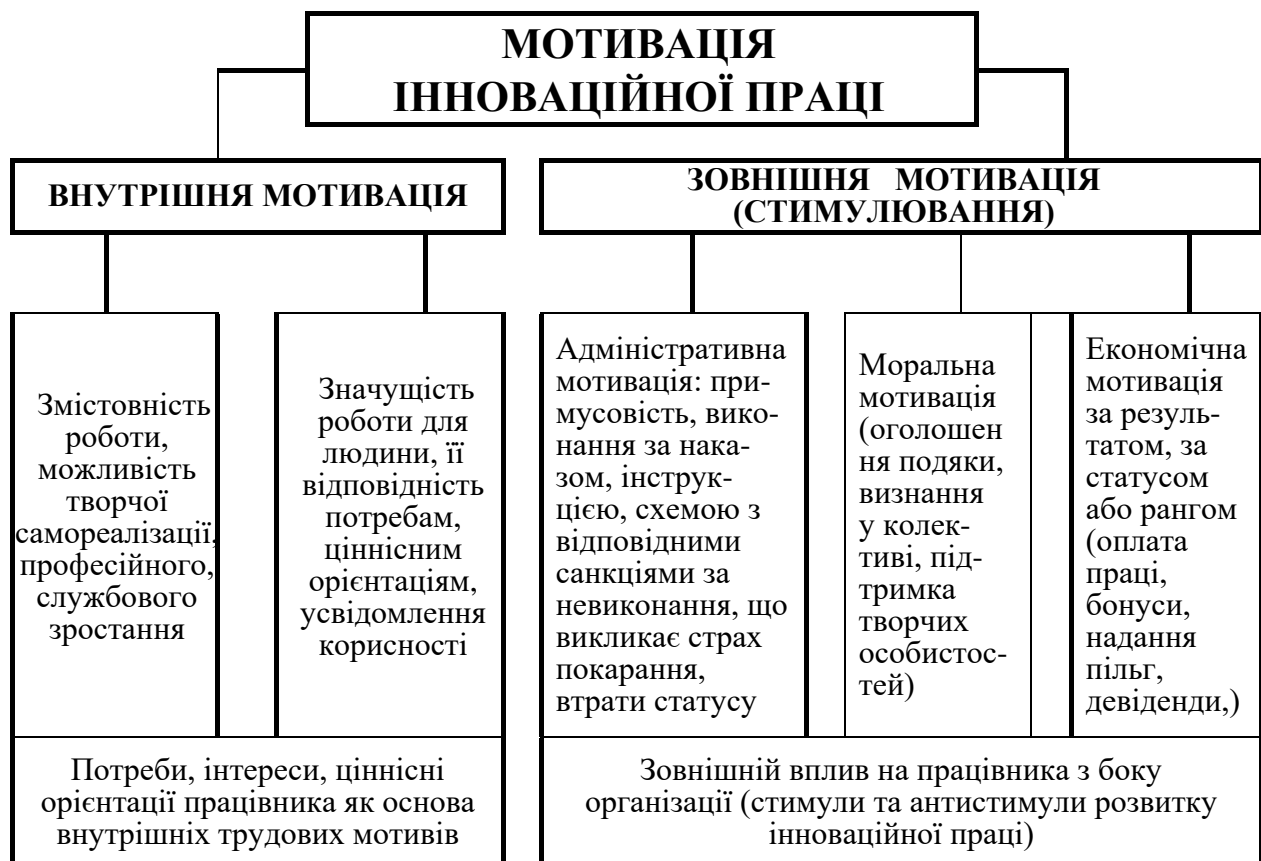 МОТИВАЦІЯ
ІННОВАЦІЙНОЇ ПРАЦІ
ВНУТРІШНЯ МОТИВАЦІЯ
ЗОВНІШНЯ МОТИВАЦІЯ
(СТИМУЛЮВАННЯ)
Змістовність
роботи,
можливість
творчої
самореалізації,
професійного,
службового
зростання
Значущість
роботи для
людини, її
відповідність
потребам,
ціннісним
орієнтаціям,
усвідомлення
корисності
Адміністративна
мотивація: при-
мусовість, вико-
нання за нака-
зом, інструк-
цією, схемою з
відповідними
санкціями за
невиконання, що
викликає страх
покарання,
втрати статусу
Моральна
мотивація
(оголошен
ня подяки,
визнання
у колек-
тиві, під-
тримка
творчих
особистос-
тей)
Економічна
мотивація
за резуль-
татом, за
статусом
або рангом
(оплата
праці,
бонуси,
надання
пільг,
девіденди,)
Потреби, інтереси, ціннісні
орієнтації працівника як основа
внутрішніх трудових мотивів
Зовнішній вплив на працівника з боку
організації (стимули та антистимули розвитку
інноваційної праці)